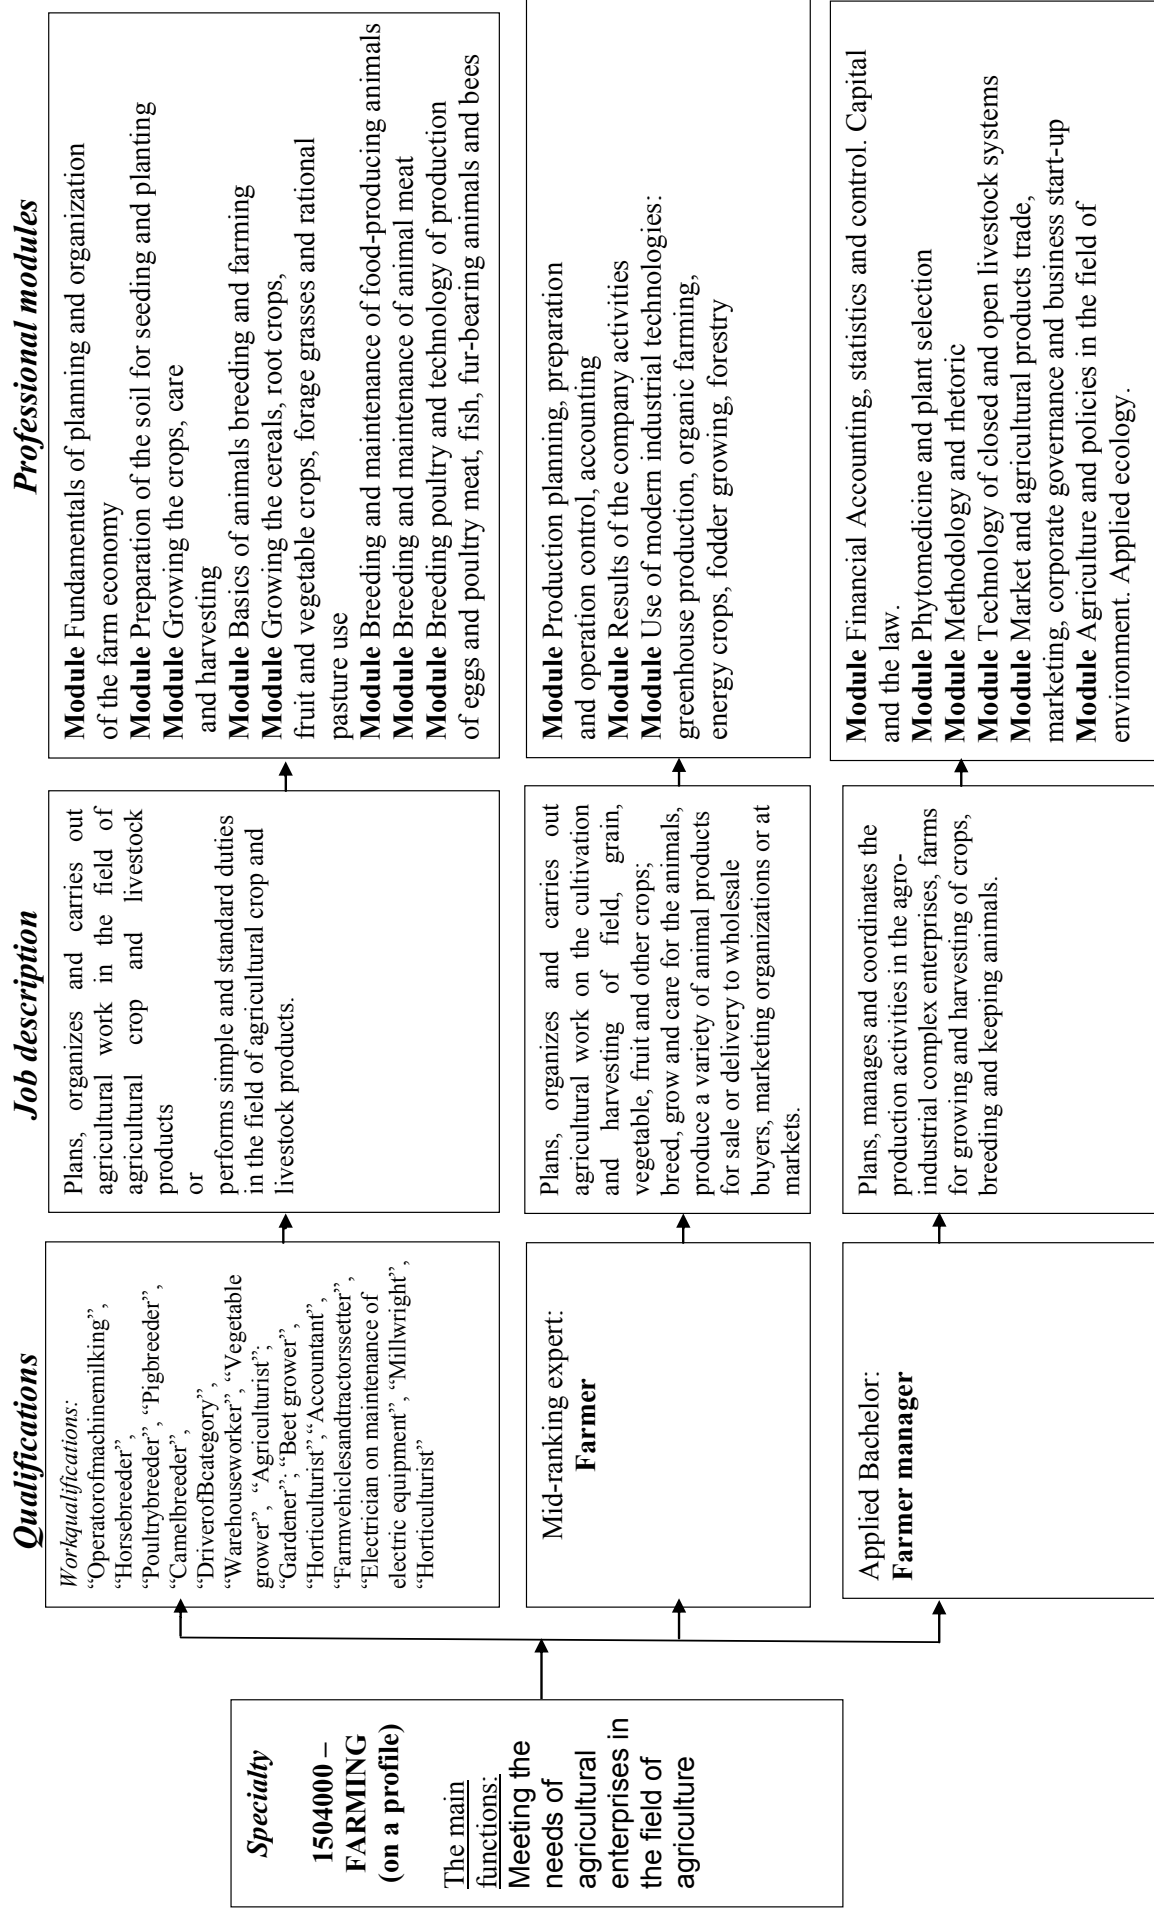 Specialty
1504000 –
FARMING
(on a profile)
The main
functions:
Meeting the
needs of
agricultural
enterprises in
the field of
agriculture
Qualifications
Workqualifications:
“Operatorofmachinemilking”,
“Horsebreeder”,
“Poultrybreeder”, “Pigbreeder”,
“Camelbreeder”,
“DriverofBcategory”,
“Warehouseworker”, “Vegetable
grower”, “Agriculturist”;
“Gardener”; “Beet grower”,
“Horticulturist”,“Accountant”,
“Farmvehiclesandtractorssetter”,
“Electrician on maintenance of
electric equipment”, “Millwright”,
“Horticulturist”
Mid-ranking expert:
Farmer
Applied Bachelor:
Farmer manager
Job description
Plans, organizes and carries out
agricultural work in the field of
agricultural crop and livestock
products
or
performs simple and standard duties
in the field of agricultural crop and
livestock products.
Plans, organizes and carries out
agricultural work on the cultivation
and harvesting of field, grain,
vegetable, fruit and other crops;
breed, grow and care for the animals,
produce a variety of animal products
for sale or delivery to wholesale
buyers, marketing organizations or at
markets.
Plans, manages and coordinates the
production activities in the agro-
industrial complex enterprises, farms
for growing and harvesting of crops,
breeding and keeping animals.
Professional modules
Module Fundamentals of planning and organization
of the farm economy
Module Preparation of the soil for seeding and planting
Module Growing the crops, care
and harvesting
Module Basics of animals breeding and farming
Module Growing the cereals, root crops,
fruit and vegetable crops, forage grasses and rational
pasture use
Module Breeding and maintenance of food-producing animals
Module Breeding and maintenance of animal meat
Module Breeding poultry and technology of production
of eggs and poultry meat, fish, fur-bearing animals and bees
Module Production planning, preparation
and operation control, accounting
Module Results of the company activities
Module Use of modern industrial technologies:
greenhouse production, organic farming,
energy crops, fodder growing, forestry
Module Financial Accounting, statistics and control. Capital
and the law.
Module Phytomedicine and plant selection
Module Methodology and rhetoric
Module Technology of closed and open livestock systems
Module Market and agricultural products trade,
marketing, corporate governance and business start-up
Module Agriculture and policies in the field of
environment. Applied ecology.